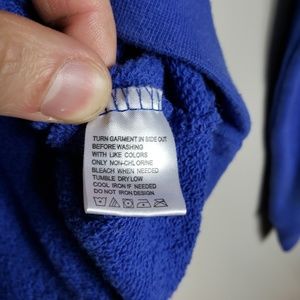 TURN GARMENT IN SIDE OUT
BEFORE WASHING
WITH LIKE COLORS
ONLY NON-CHLORINE
BLEACH WHEN NEEDED
TUMBLE DRY LOW
COOL IRON IF NEEDED
DO NOT IRON DESIGN.